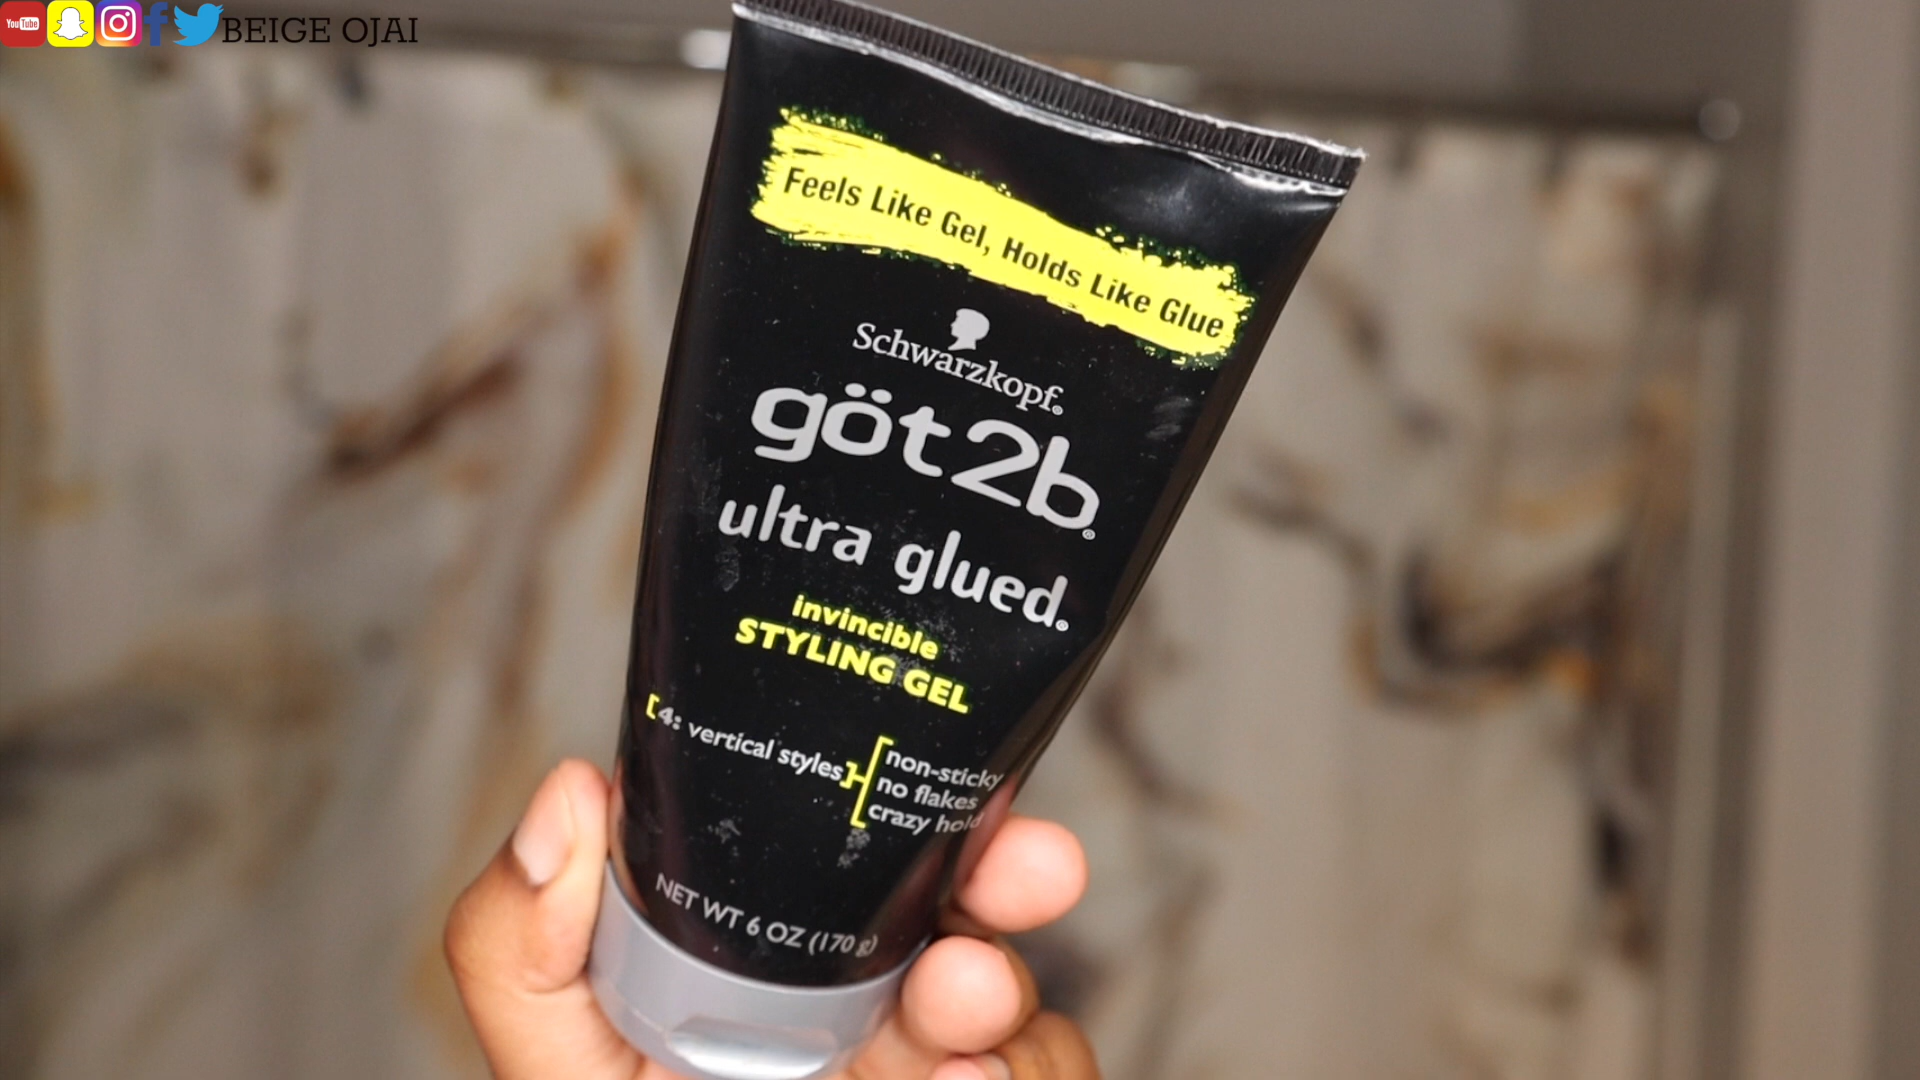 YouTube
BEIGE OJAI
Feels Like Gel, Holds Like Glue
Schwarzkopf®
göt2b®
ultra glued®
invincible
STYLING GEL
[4: vertical styles]
non-sticky
no flakes
crazy hold
NET WT 6 OZ (170 g)